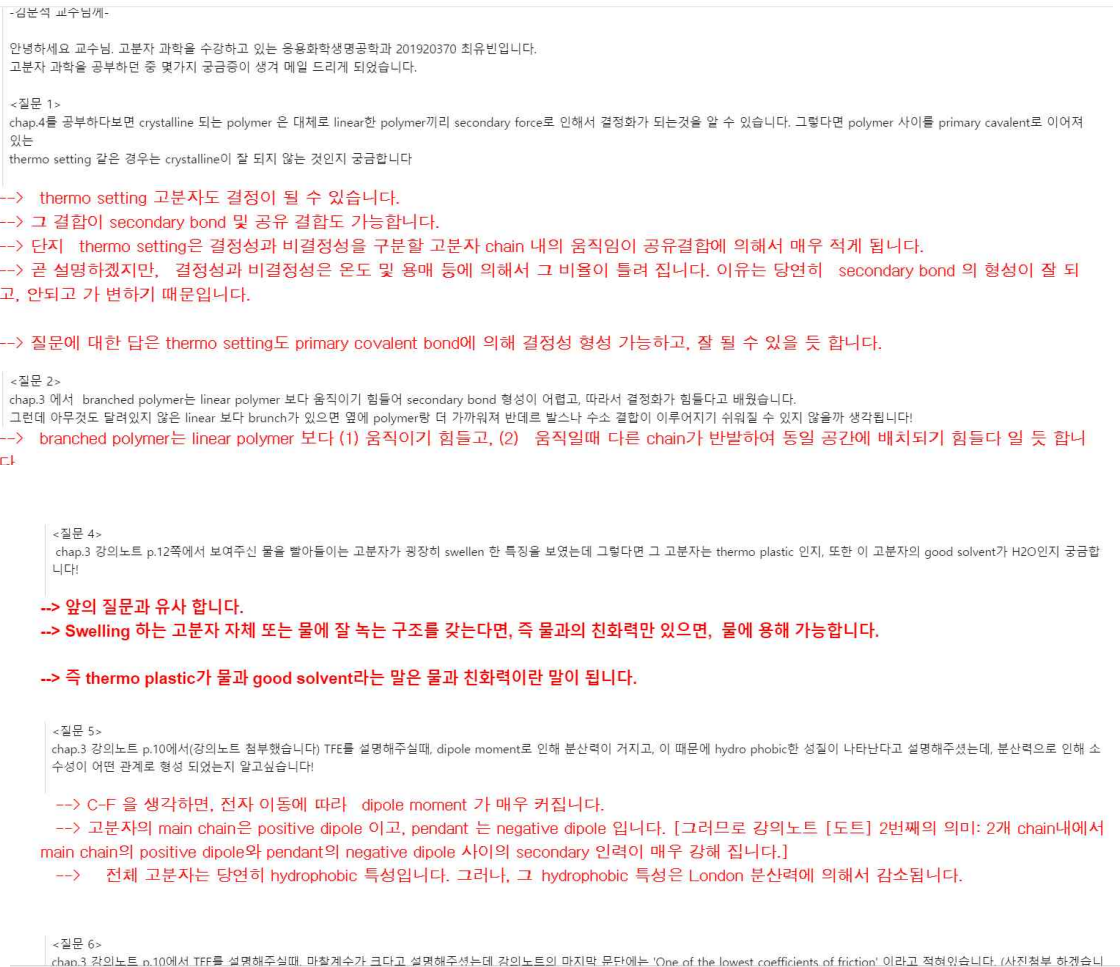 -김문석 교수님께-
안녕하세요 교수님. 고분자 과학을 수강하고 있는 응용화학생명공학과 201920370 최유빈입니다.
고분자 과학을 공부하던 중 몇가지 궁금증이 생겨 메일 드리게 되었습니다.
<질문 1>
chap.4를 공부하다보면 crystalline 되는 polymer 은 대체로 linear한 polymer끼리 secondary force로 인해서 결정화가 되는것을 알 수 있습니다. 그렇다면 polymer 사이를 primary cavalent로 이어져
있는
thermo setting 같은 경우는 crystalline이 잘 되지 않는 것인지 궁금합니다
--> thermo setting 고분자도 결정이 될 수 있습니다.
--> 그 결합이 secondary bond 및 공유 결합도 가능합니다.
--> 단지 thermo setting은 결정성과 비결정성을 구분할 고분자 chain 내의 움직임이 공유결합에 의해서 매우 적게 됩니다.
--> 곧 설명하겠지만, 결정성과 비결정성은 온도 및 용매 등에 의해서 그 비율이 틀려 집니다. 이유는 당연히 secondary bond 의 형성이 잘 되
고, 안되고 가 변하기 때문입니다.
--> 질문에 대한 답은 thermo setting도 primary covalent bond에 의해 결정성 형성 가능하고, 잘 될 수 있을 듯 합니다.
<질문 2>
chap.3 에서 branched polymer는 linear polymer 보다 움직이기 힘들어 secondary bond 형성이 어렵고, 따라서 결정화가 힘들다고 배웠습니다.
그런데 아무것도 달려있지 않은 linear 보다 brunch가 있으면 옆에 polymer랑 더 가까워져 반데르 발스나 수소 결합이 이루어지기 쉬워질 수 있지 않을까 생각됩니다!
--> branched polymer는 linear polymer 보다 (1) 움직이기 힘들고, (2) 움직일때 다른 chain가 반발하여 동일 공간에 배치되기 힘들다 일 듯 합니
다
<질문 4>
chap.3 강의노트 p.12쪽에서 보여주신 물을 빨아들이는 고분자가 굉장히 swellen 한 특징을 보였는데 그렇다면 그 고분자는 thermo plastic 인지, 또한 이 고분자의 good solvent가 H2O인지 궁금합
니다!
--> 앞의 질문과 유사 합니다.
--> Swelling 하는 고분자 자체 또는 물에 잘 녹는 구조를 갖는다면, 즉 물과의 친화력만 있으면, 물에 용해 가능합니다.
--> 즉 thermo plastic가 물과 good solvent라는 말은 물과 친화력이란 말이 됩니다.
<질문 5>
chap.3 강의노트 p.10에서(강의노트 첨부했습니다) TFE를 설명해주실때, dipole moment로 인해 분산력이 거지고, 이 때문에 hydro phobic한 성질이 나타난다고 설명해주셨는데, 분산력으로 인해 소
수성이 어떤 관계로 형성 되었는지 알고싶습니다!
--> C-F 을 생각하면, 전자 이동에 따라 dipole moment 가 매우 커집니다.
--> 고분자의 main chain은 positive dipole 이고, pendant 는 negative dipole 입니다. [그러므로 강의노트 [도트] 2번째의 의미: 2개 chain내에서
main chain의 positive dipole와 pendant의 negative dipole 사이의 secondary 인력이 매우 강해 집니다.]
--> 전체 고분자는 당연히 hydrophobic 특성입니다. 그러나, 그 hydrophobic 특성은 London 분산력에 의해서 감소됩니다.
<질문 6>
chap.3 강의노트 p.10에서 TFE를 설명해주실때, 마찰계수가 크다고 설명해주셨는데 강의노트의 마지막 문단에는 'One of the lowest coefficients of friction' 이라고 적혀있습니다. (사진첨부 하겠습니